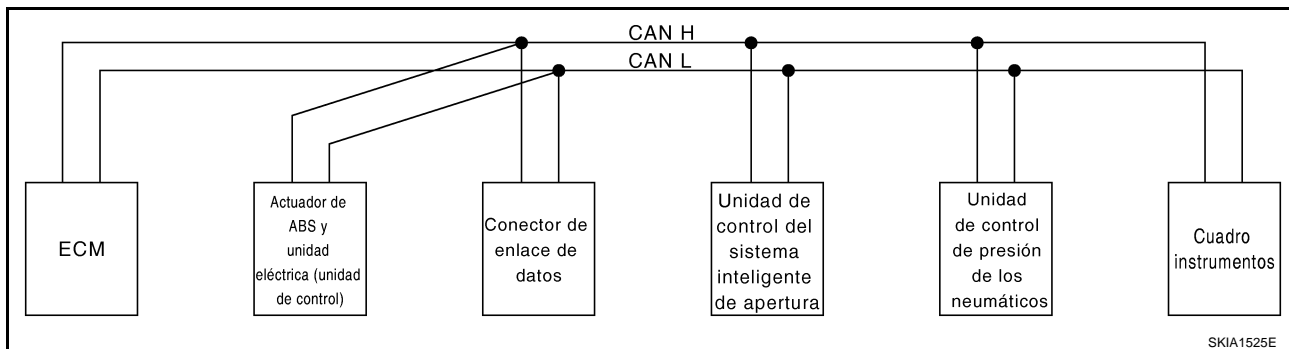 CAN H
CAN L
ECM
Actuador de
ABS y
unidad
eléctrica (unidad
de control)
Conector de
enlace de
datos
Unidad de
control del
sistema
inteligente
de apertura
Unidad
de control
de presión
de los
neumáticos
Cuadro
instrumentos
SKIA1525E